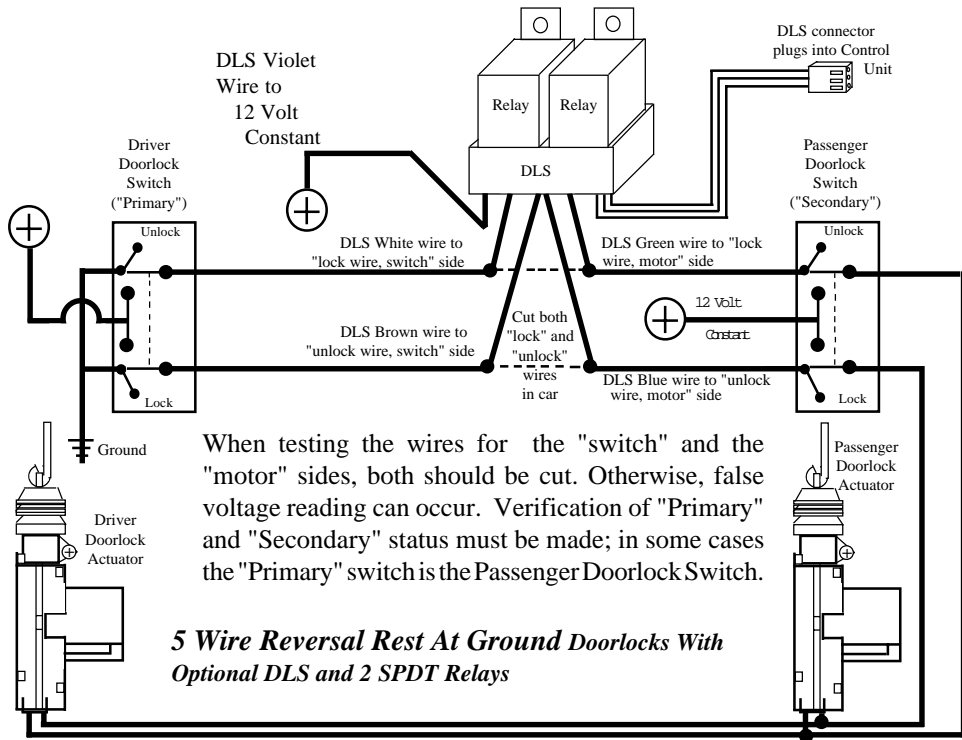 DLS Violet
Wire to
12 Volt
Constant
DLS connector
plugs into Control
Unit
Relay
Relay
DLS
Driver
Doorlock
Switch
("Primary")
Passenger
Doorlock
Switch
("Secondary")
Unlock
Unlock
DLS White wire to
"lock wire, switch" side
DLS Green wire to "lock
wire, motor" side
12 Volt
Constant
DLS Brown wire to
"unlock wire, switch" side
Cut both
"lock" and
"unlock"
wires
in car
DLS Blue wire to "unlock
wire, motor" side
Lock
Lock
Ground
When testing the wires for the "switch" and the
"motor" sides, both should be cut. Otherwise, false
voltage reading can occur. Verification of "Primary"
and "Secondary" status must be made; in some cases
the "Primary" switch is the Passenger Doorlock Switch.
Passenger
Doorlock
Actuator
Driver
Doorlock
Actuator
5 Wire Reversal Rest At Ground Doorlocks With
Optional DLS and 2 SPDT Relays